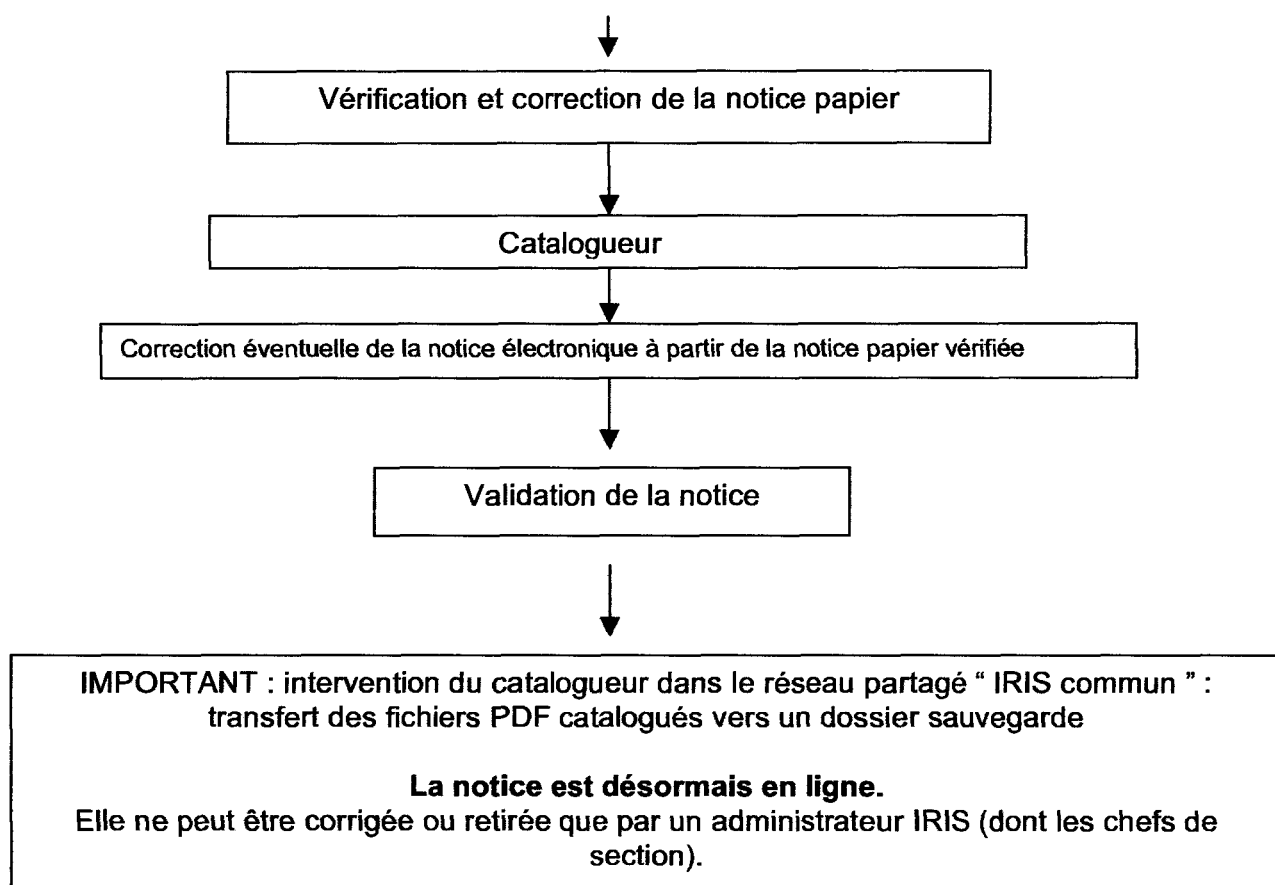 Vérification et correction de la notice papier
Catalogueur
Correction éventuelle de la notice électronique à partir de la notice papier vérifiée
Validation de la notice
IMPORTANT : intervention du catalogueur dans le réseau partagé “ IRIS commun ” :
transfert des fichiers PDF catalogués vers un dossier sauvegarde
La notice est désormais en ligne.
Elle ne peut être corrigée ou retirée que par un administrateur IRIS (dont les chefs de
section).